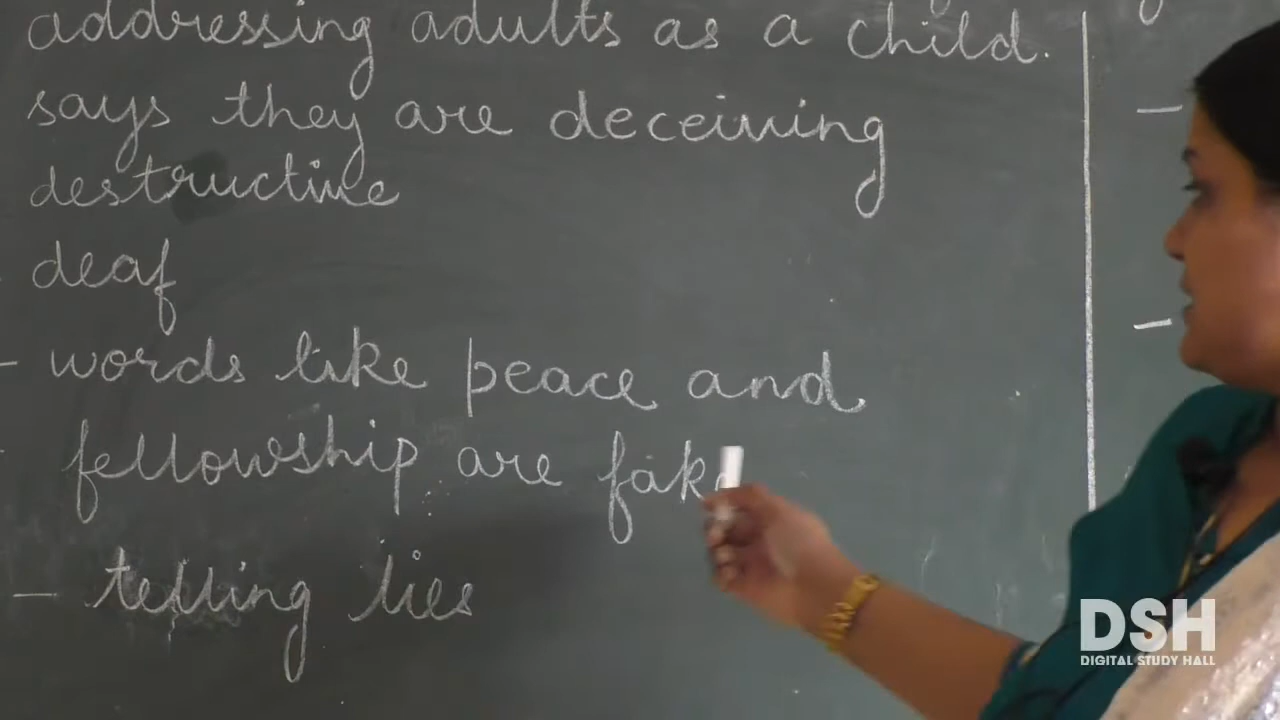 addressing adults as a child.
says they are deceiving
destructive
deaf
- words like peace and
fellowship are fake
- telling lies
DSH
DIGITAL STUDY HALL